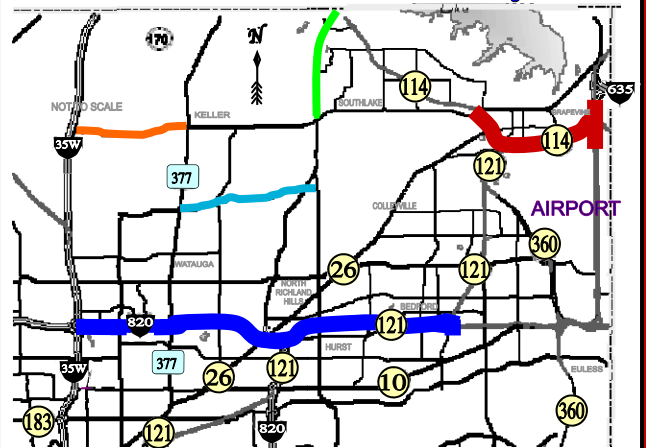 170
N
635
NOT TO SCALE
114
SOUTHLAKE
KELLER
GRAPEVINE
114
35W
121
377
AIRPORT
COLLEYVILLE
360
WATAUGA
26
121
NORTH
RICHLAND
HILLS
BEDFORD
820
121
HURST
377
121
35W
26
10
EULESS
183
360
121
820